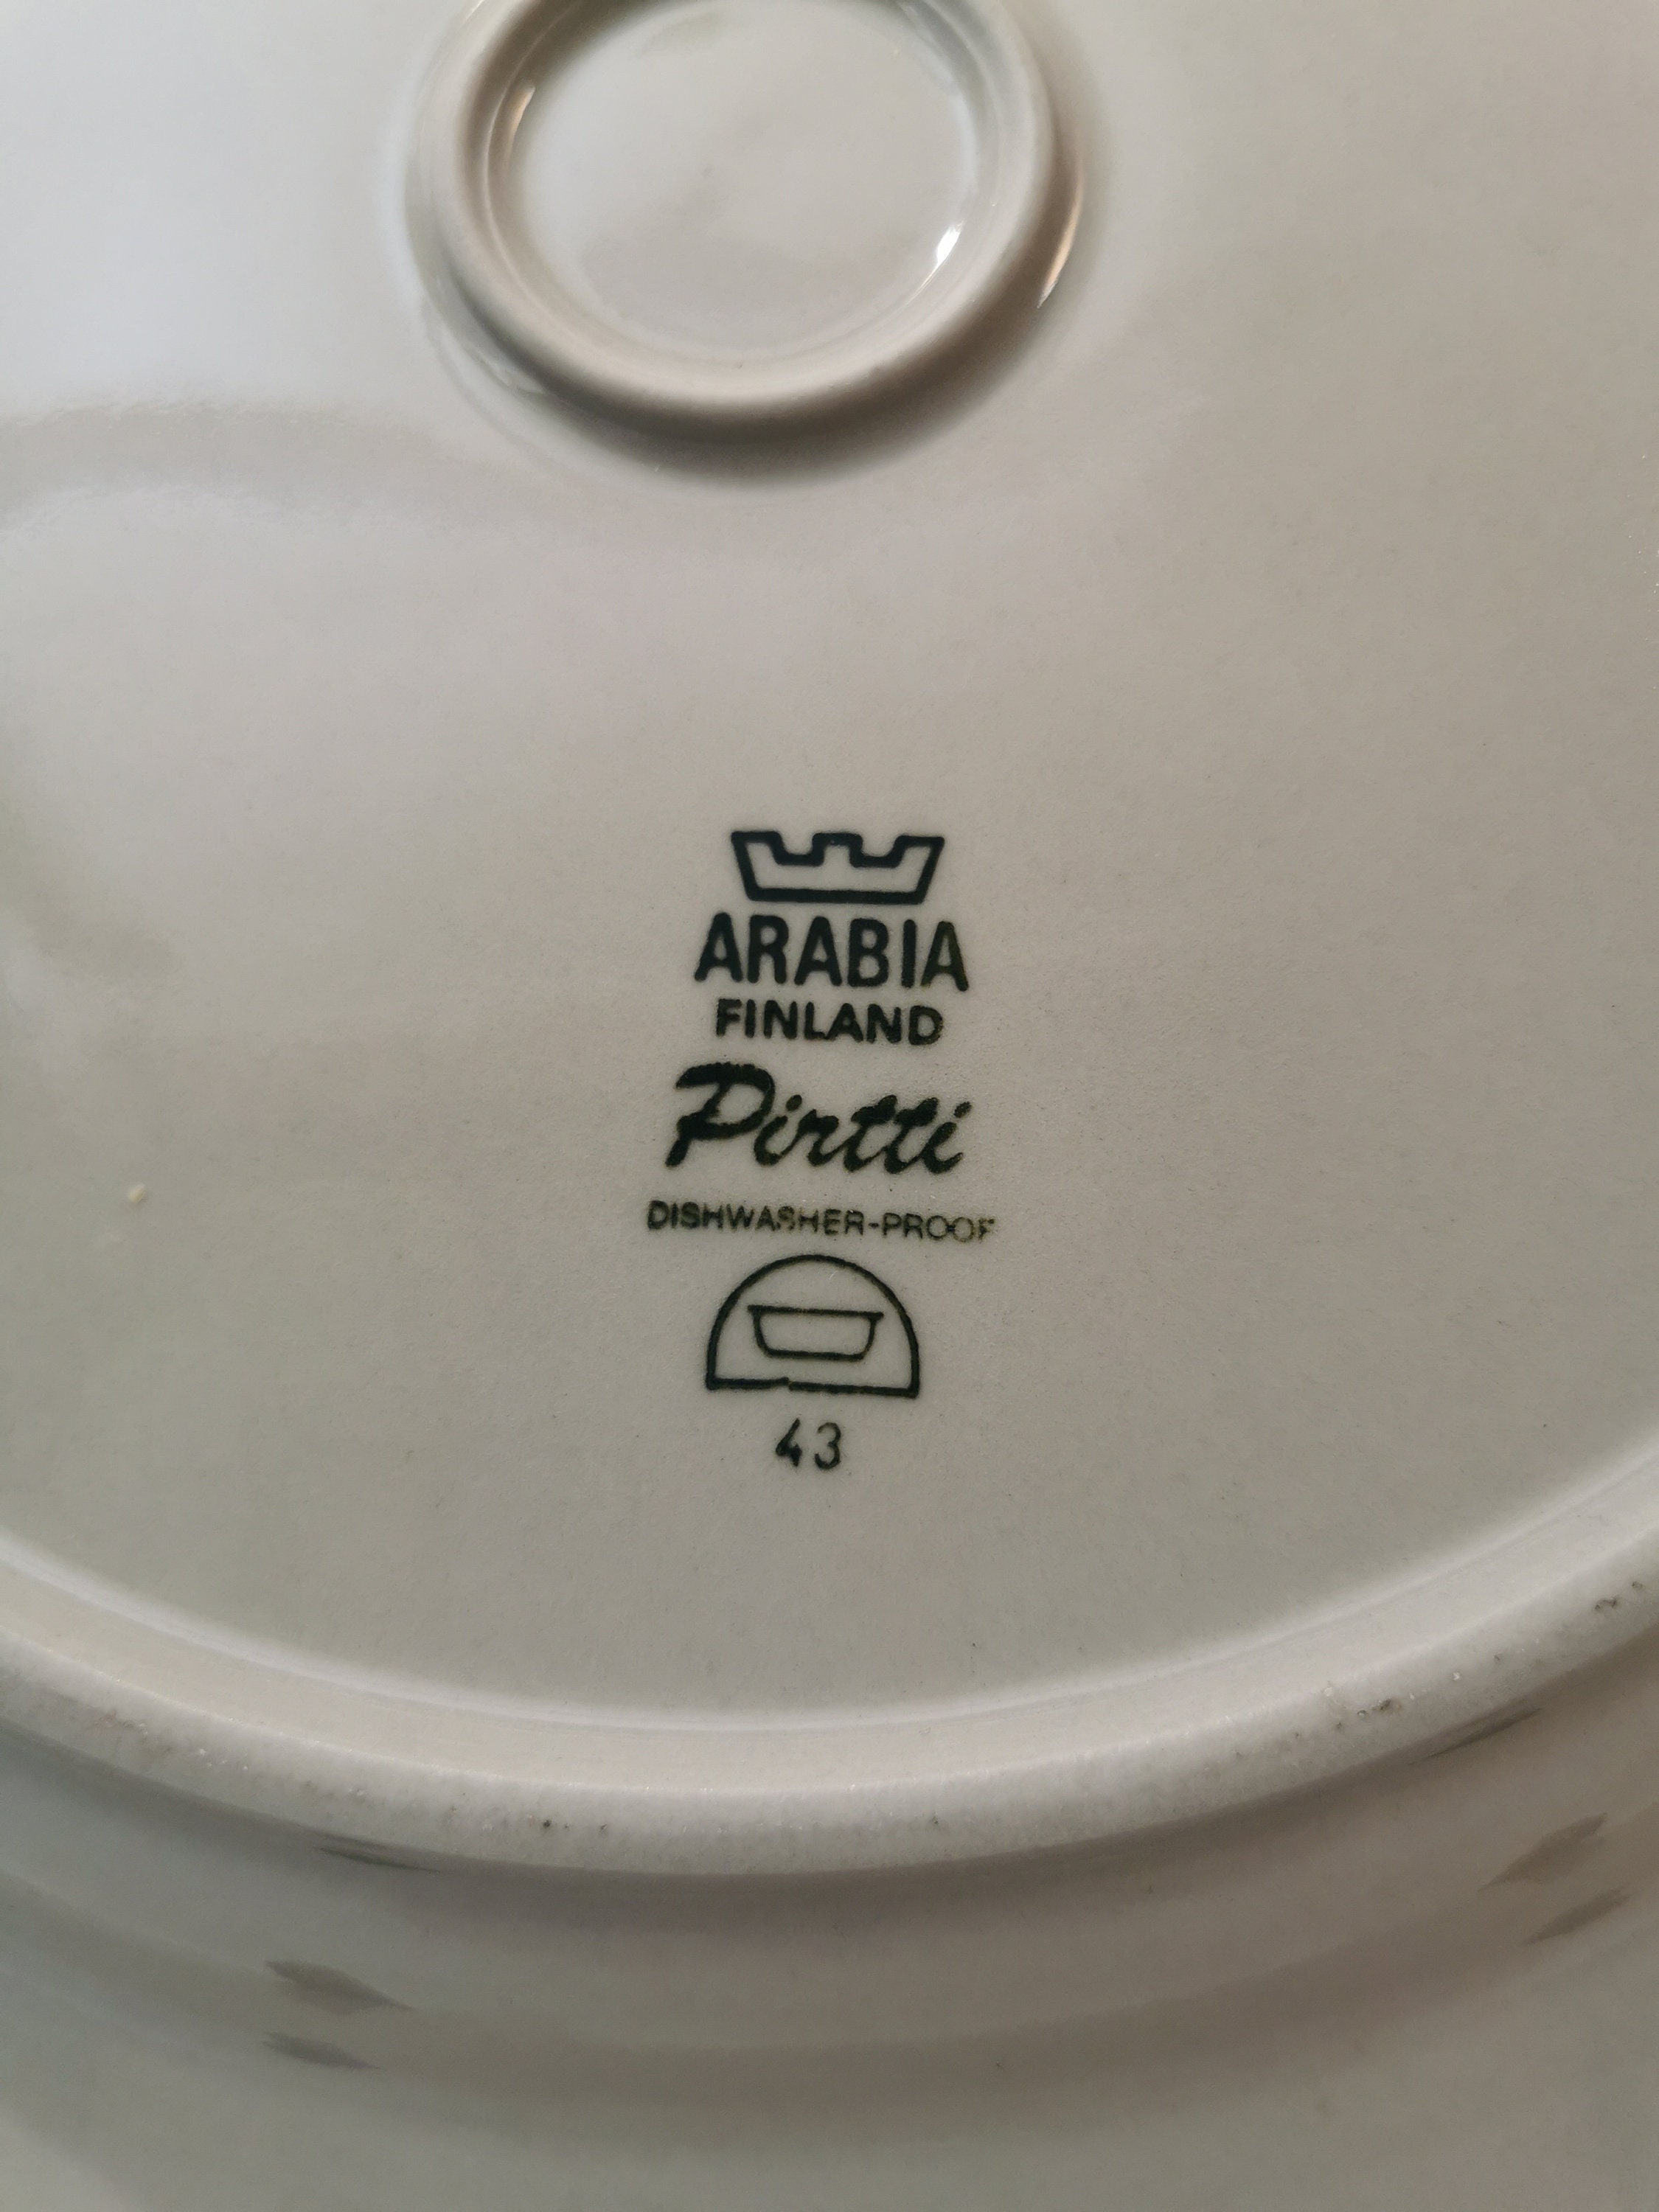 ARABIA
FINLAND
Pirtti
DISHWASHER-PROOF
43